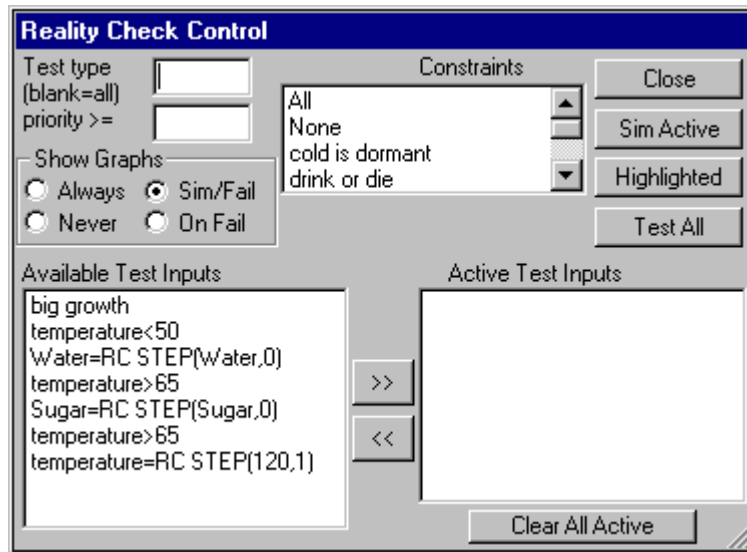 Reality Check Control
Test type
(blank=all)
priority >=
Constraints
All
None
cold is dormant
drink or die
Close
Sim Active
Highlighted
Test All
Show Graphs
Always Sim/Fail
Never On Fail
Available Test Inputs
big growth
temperature<50
Water=RC STEP(Water,0)
temperature>65
Sugar=RC STEP(Sugar,0)
temperature>65
temperature=RC STEP(120,1)
>>
<<
Active Test Inputs
Clear All Active